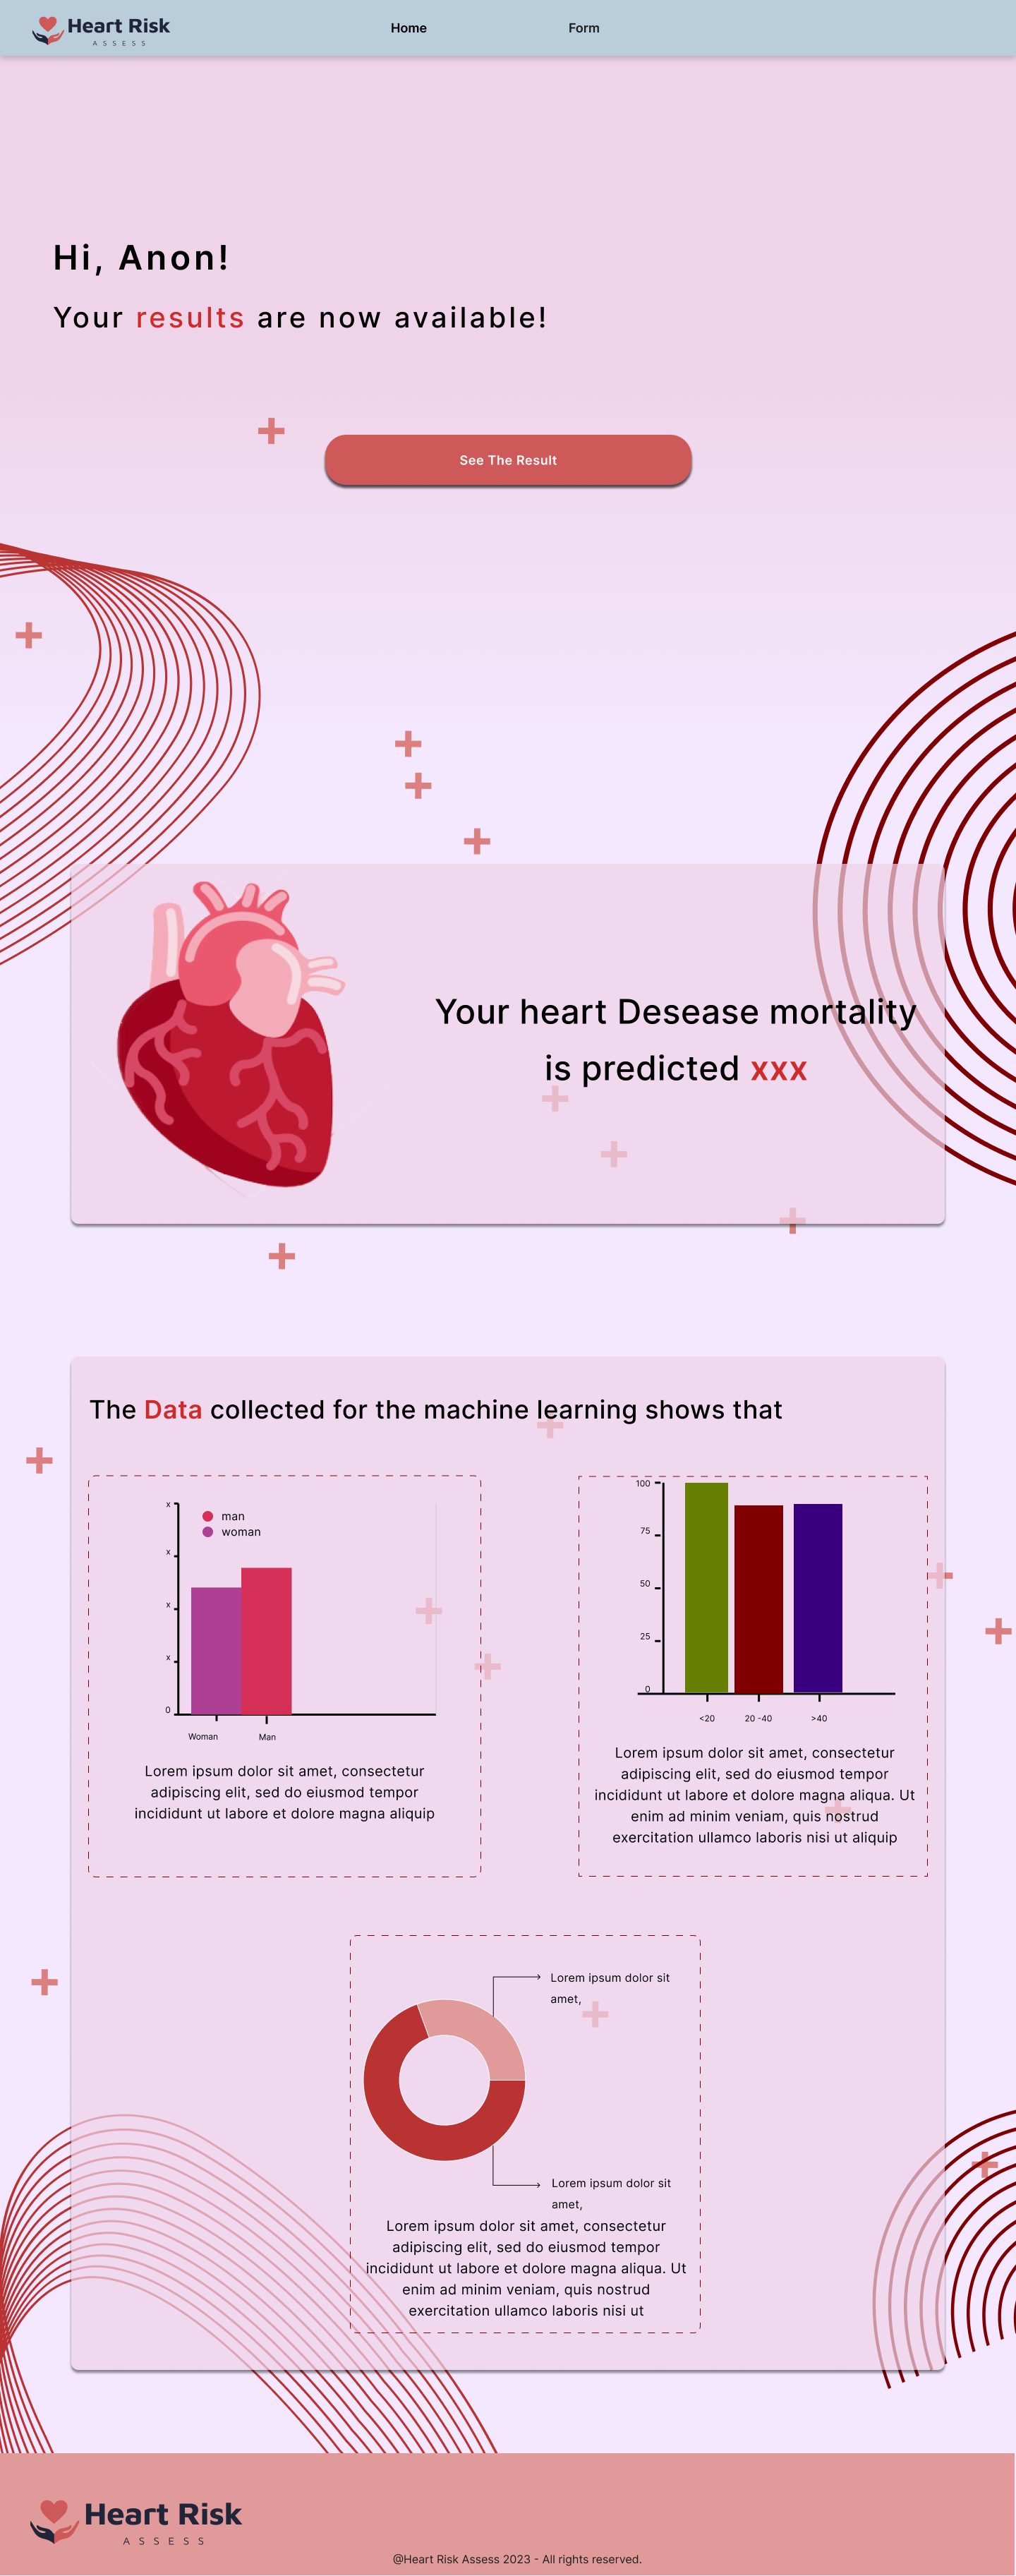 Heart Risk
ASSESS
Home
Form
Hi, Anon!
Your results are now available!
See The Result
Your heart Desease mortality
is predicted xxx
The Data collected for the machine learning shows that
x
man
woman
x
x
x
0
Woman
Man
Lorem ipsum dolor sit amet, consectetur
adipiscing elit, sed do eiusmod tempor
incididunt ut labore et dolore magna aliquip
100
75
50
25
0
<20
20 -40
>40
Lorem ipsum dolor sit amet, consectetur
adipiscing elit, sed do eiusmod tempor
incididunt ut labore et dolore magna aliqua. Ut
enim ad minim veniam, quis nostrud
exercitation ullamco laboris nisi ut aliquip
Lorem ipsum dolor sit
amet,
Lorem ipsum dolor sit
amet,
Lorem ipsum dolor sit amet, consectetur
adipiscing elit, sed do eiusmod tempor
incididunt ut labore et dolore magna aliqua. Ut
enim ad minim veniam, quis nostrud
exercitation ullamco laboris nisi ut
Heart Risk
ASSESS
@Heart Risk Assess 2023 - All rights reserved.